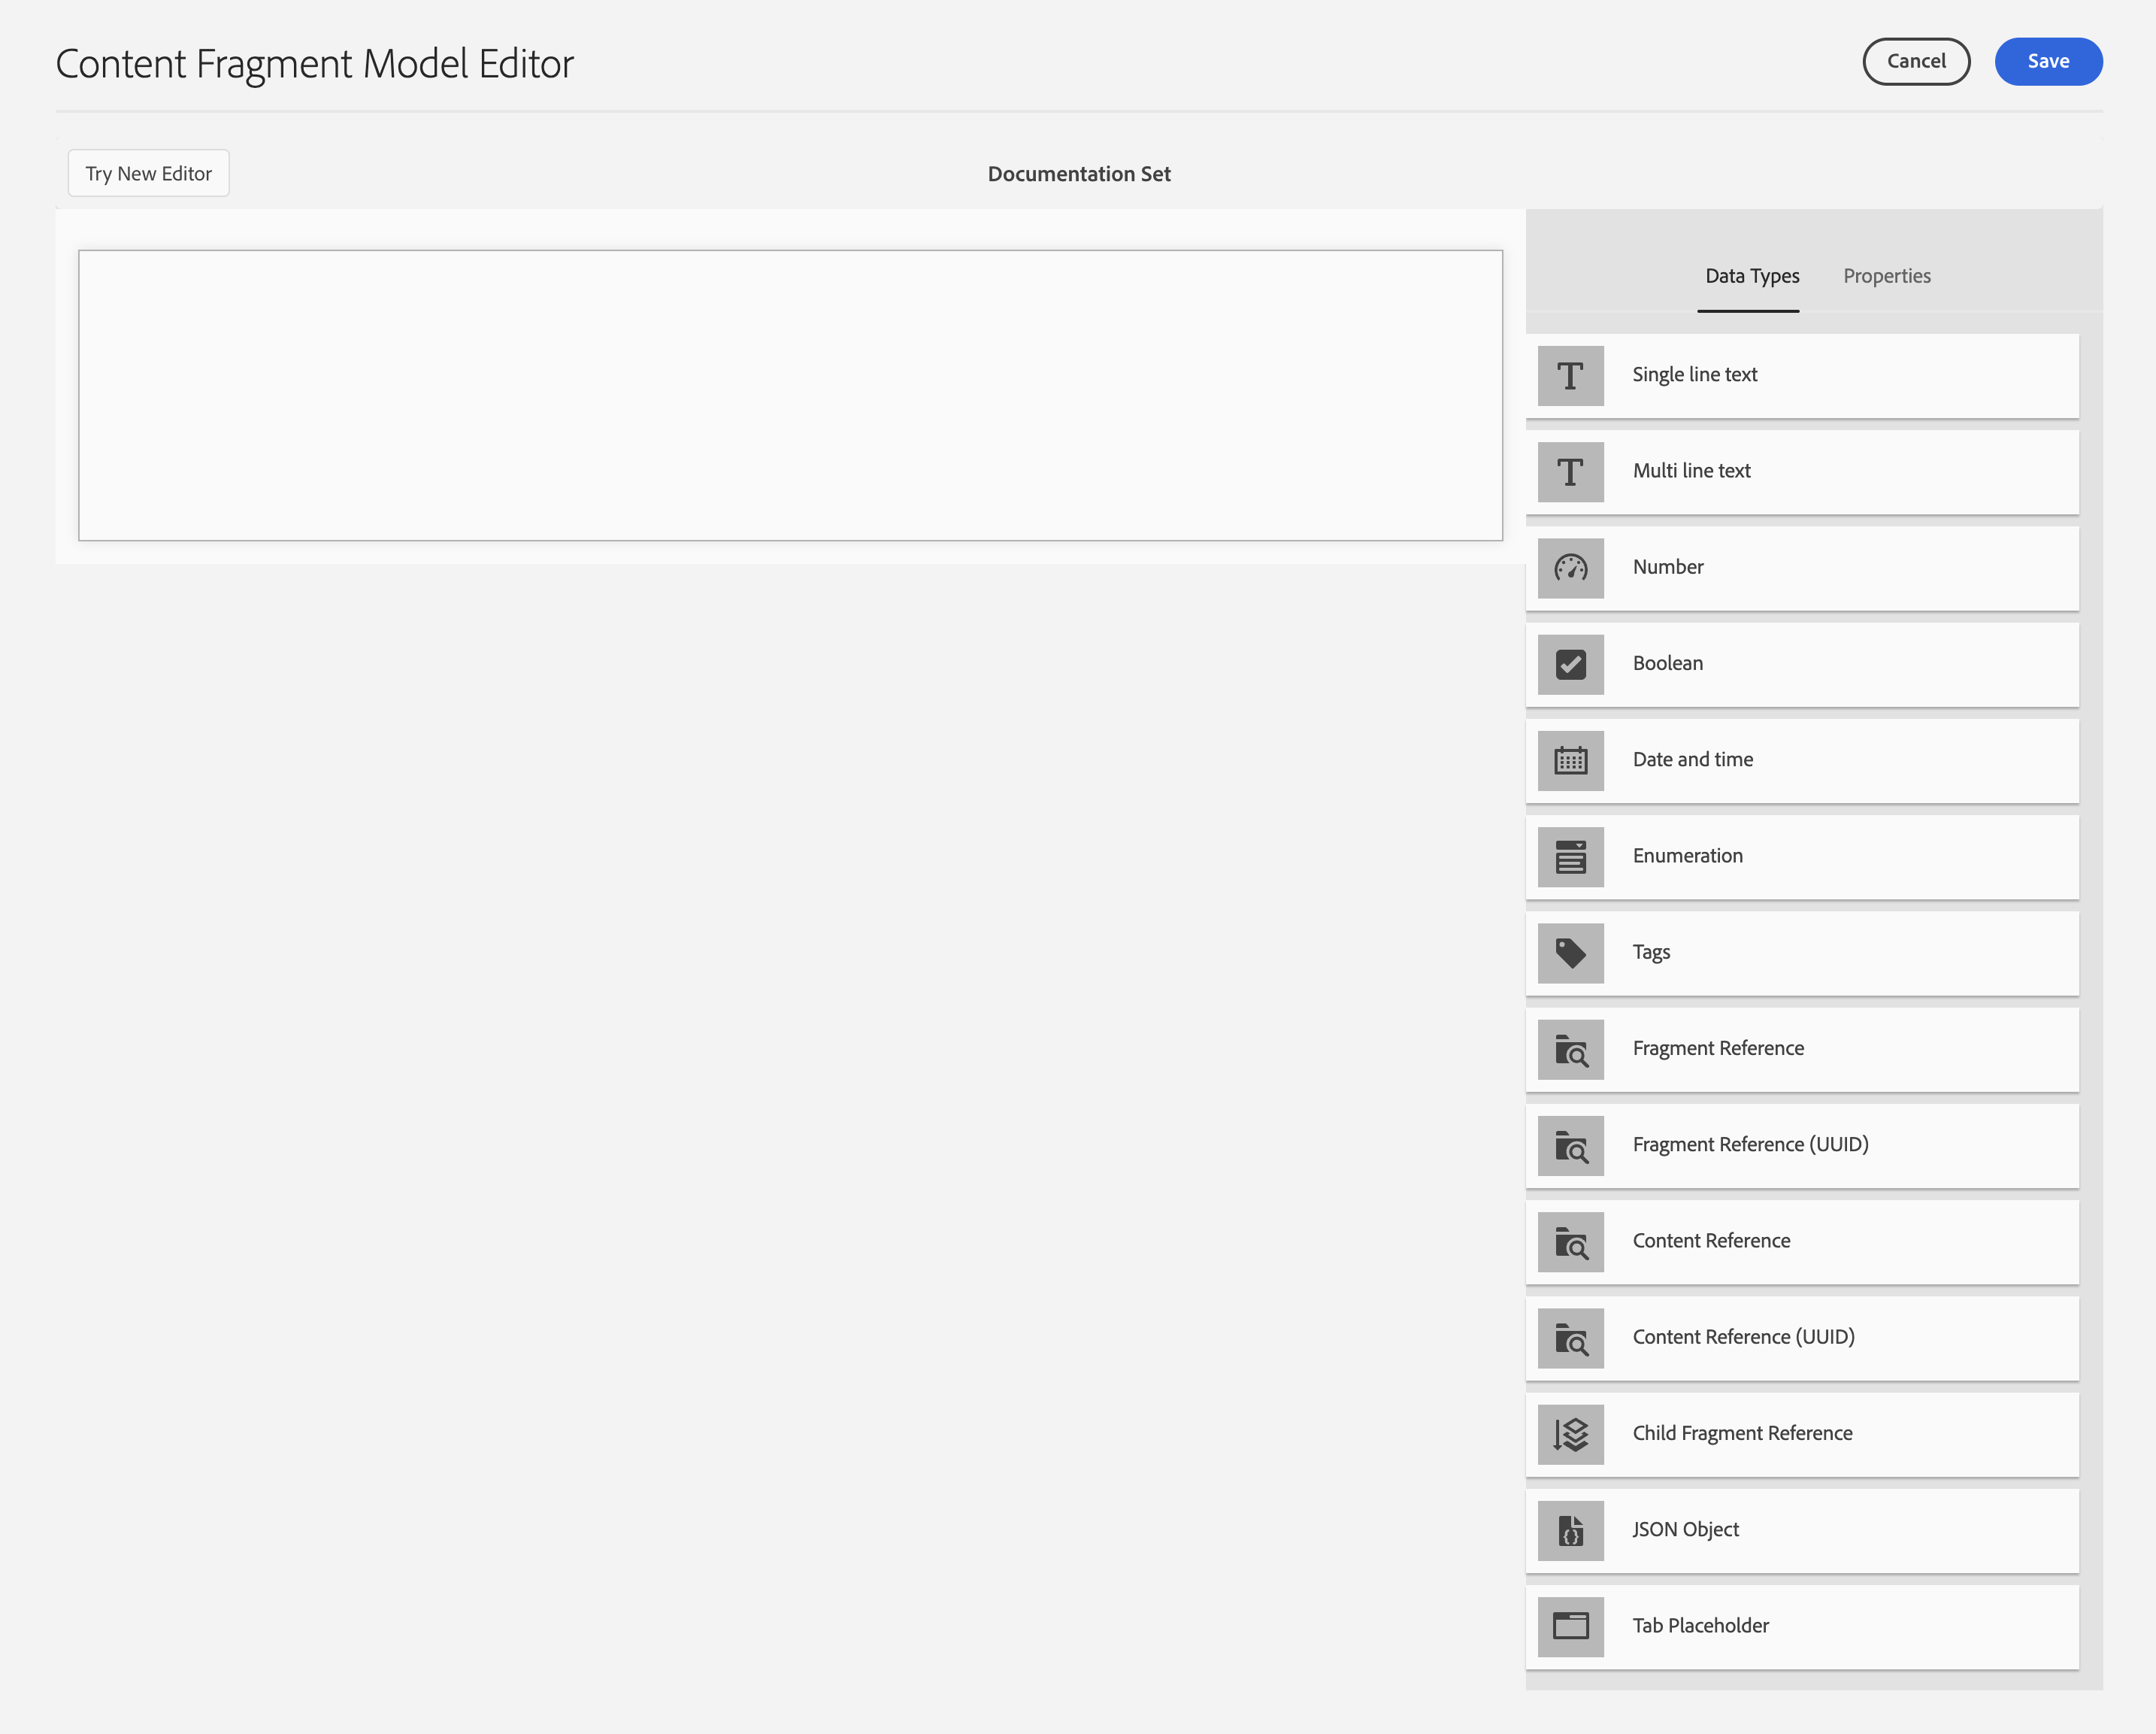 Content Fragment Model Editor
Cancel
Save
Try New Editor
Documentation Set
Data Types
Properties
Single line text
Multi line text
Number
Boolean
Date and time
Enumeration
Tags
Fragment Reference
Fragment Reference (UUID)
Content Reference
Content Reference (UUID)
Child Fragment Reference
JSON Object
Tab Placeholder